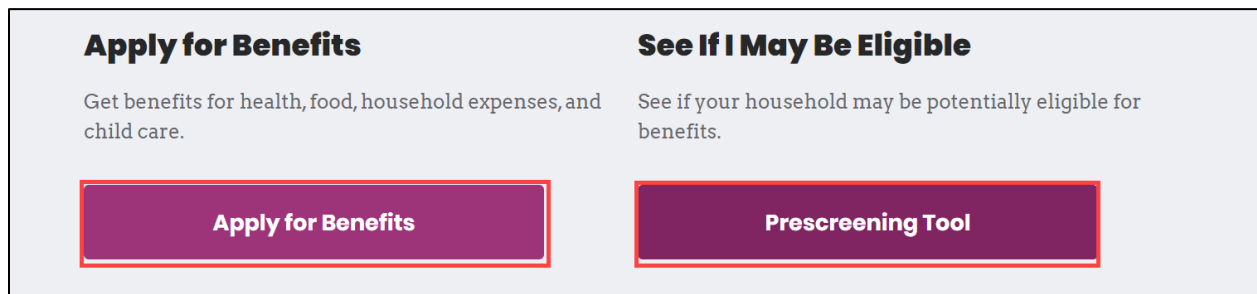 Apply for Benefits
Get benefits for health, food, household expenses, and
child care.
Apply for Benefits
See If I May Be Eligible
See if your household may be potentially eligible for
benefits.
Prescreening Tool